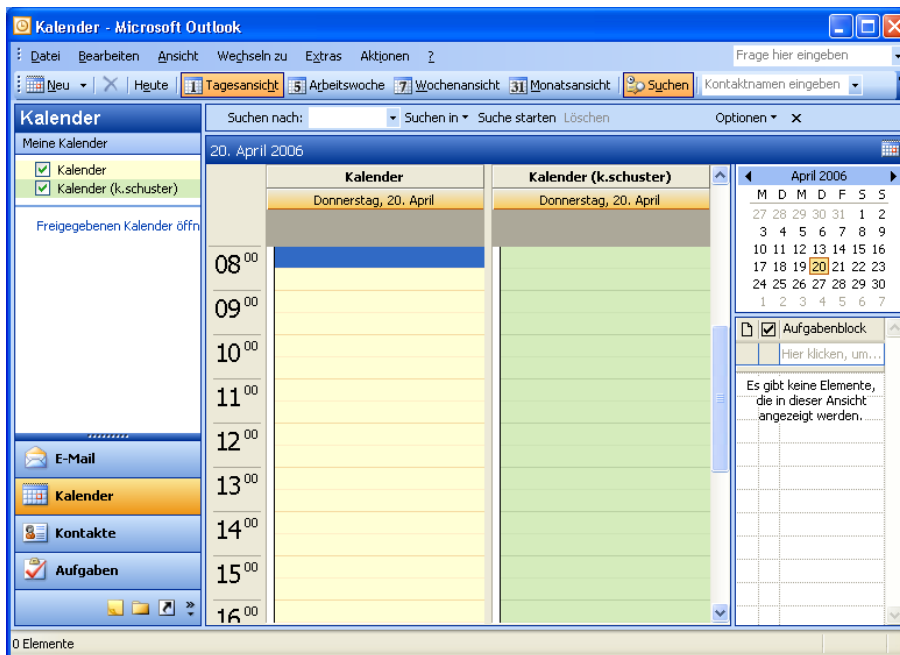 Kalender - Microsoft Outlook
Datei Bearbeiten Ansicht Wechseln zu Extras Aktionen ? Frage hier eingeben
Neu Heute 1 Tagesansicht 5 Arbeitswoche 7 Wochenansicht 31 Monatsansicht Suchen Kontaktnamen eingeben
Kalender
Suchen nach: Suchen in Suche starten Löschen Optionen
Meine Kalender
Kalender
Kalender (k.schuster)
Freigegebenen Kalender öffn
E-Mail
Kalender
Kontakte
Aufgaben
20. April 2006
Kalender Kalender (k.schuster)
Donnerstag, 20. April Donnerstag, 20. April
08 00
09 00
10 00
11 00
12 00
13 00
14 00
15 00
16 00
April 2006
M D M D F S S
27 28 29 30 31 1 2
3 4 5 6 7 8 9
10 11 12 13 14 15 16
17 18 19 20 21 22 23
24 25 26 27 28 29 30
1 2 3 4 5 6 7
Aufgabenblock
Hier klicken, um...
Es gibt keine Elemente,
die in dieser Ansicht
angezeigt werden.
0 Elemente